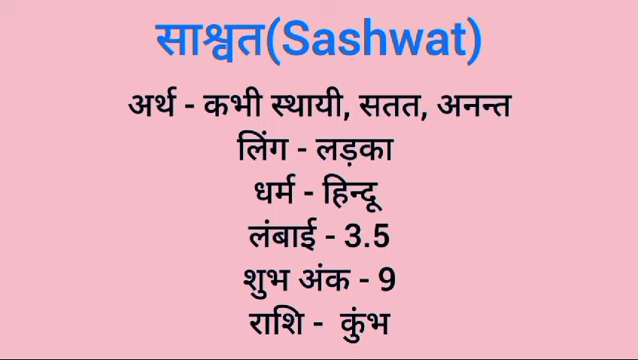 साश्वत(Sashwat)
अर्थ - कभी स्थायी, सतत, अनन्त
लिंग - लड़का
धर्म - हिन्दू
लंबाई - 3.5
शुभ अंक - 9
राशि - कुंभ